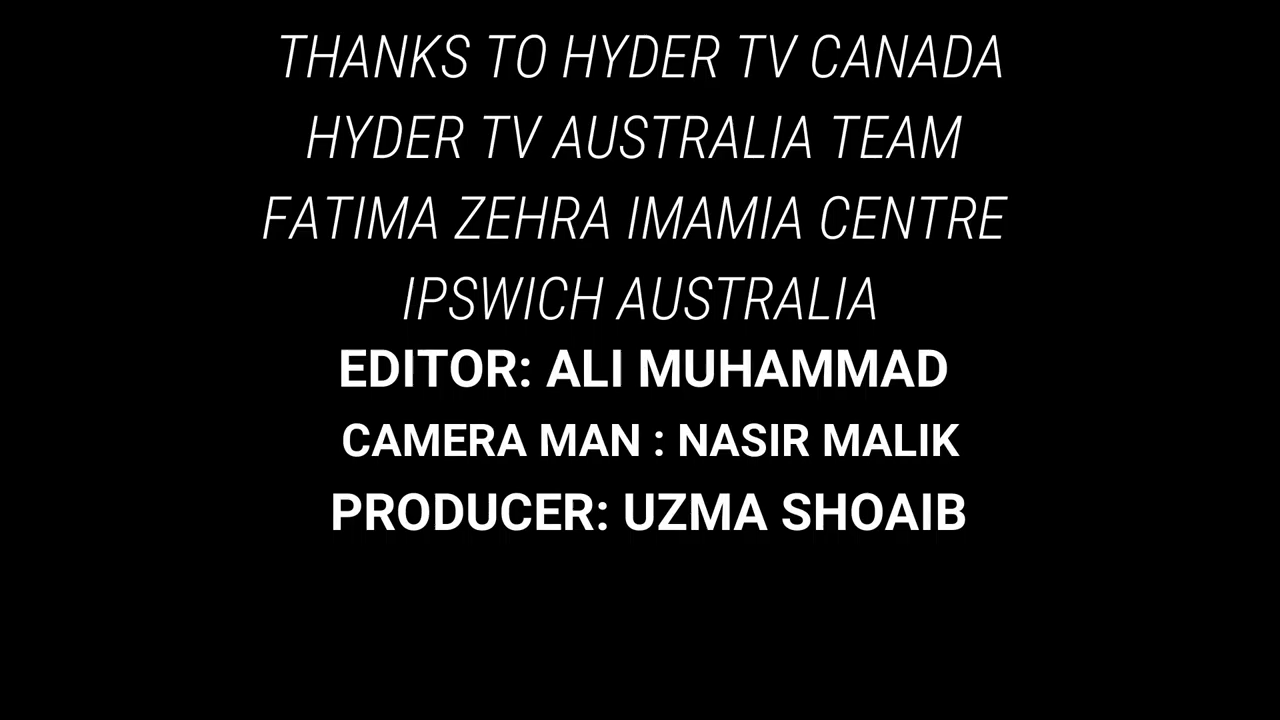 THANKS TO HYDER TV CANADA
HYDER TV AUSTRALIA TEAM
FATIMA ZEHRA IMAMIA CENTRE
IPSWICH AUSTRALIA
EDITOR: ALI MUHAMMAD
CAMERA MAN : NASIR MALIK
PRODUCER: UZMA SHOAIB